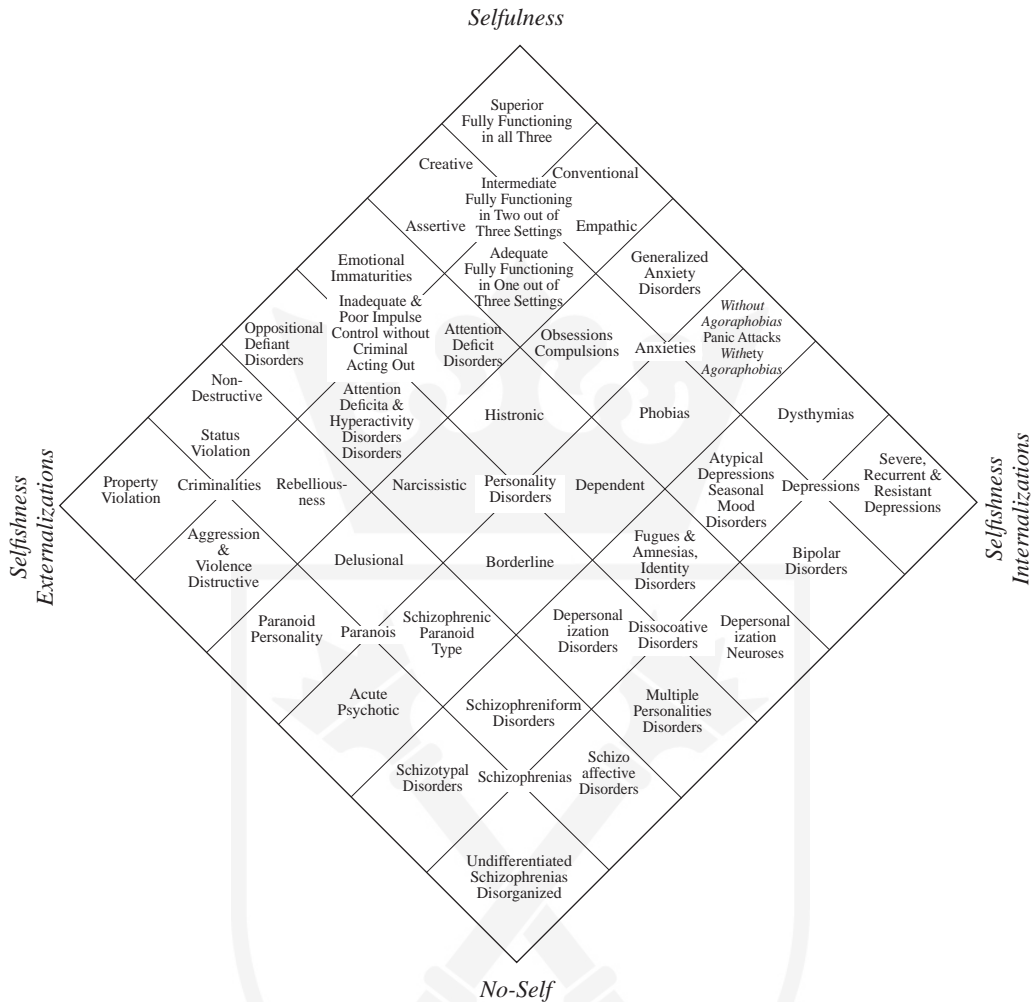 Selfulness
Superior
Fully Functioning
in all Three
Creative
Conventional
Intermediate
Fully Functioning
in Two out of
Three Settings
Assertive
Empathic
Emotional
Immaturities
Adequate
Fully Functioning
in One out of
Three Settings
Generalized
Anxiety
Disorders
Oppositional
Defiant
Disorders
Inadequate &
Poor Impulse
Control without
Criminal
Acting Out
Attention
Deficit
Disorders
Obsessions
Compulsions
Anxieties
Without
Agoraphobias
Panic Attacks
Withety
Agoraphobias
Non-
Destructive
Attention
Deficita &
Hyperactivity
Disorders
Disorders
Histronic
Phobias
Dysthymias
Status
Violation
Property
Violation
Criminalities
Rebellious-
ness
Narcissistic
Personality
Disorders
Dependent
Atypical
Depressions
Seasonal
Mood
Disorders
Depressions
Severe,
Recurrent &
Resistant
Depressions
Selfishness
Externalizations
Selfishness
Internalizations
Aggression
&
Violence
Distructive
Delusional
Borderline
Fugues &
Amnesias,
Identity
Disorders
Bipolar
Disorders
Paranoid
Personality
Paranois
Schizophrenic
Paranoid
Type
Depersonal
ization
Disorders
Dissocoative
Disorders
Depersonal
ization
Neuroses
Acute
Psychotic
Schizophreniform
Disorders
Multiple
Personalities
Disorders
Schizotypal
Disorders
Schizophrenias
Schizo
affective
Disorders
Undifferentiated
Schizophrenias
Disorganized
No-Self